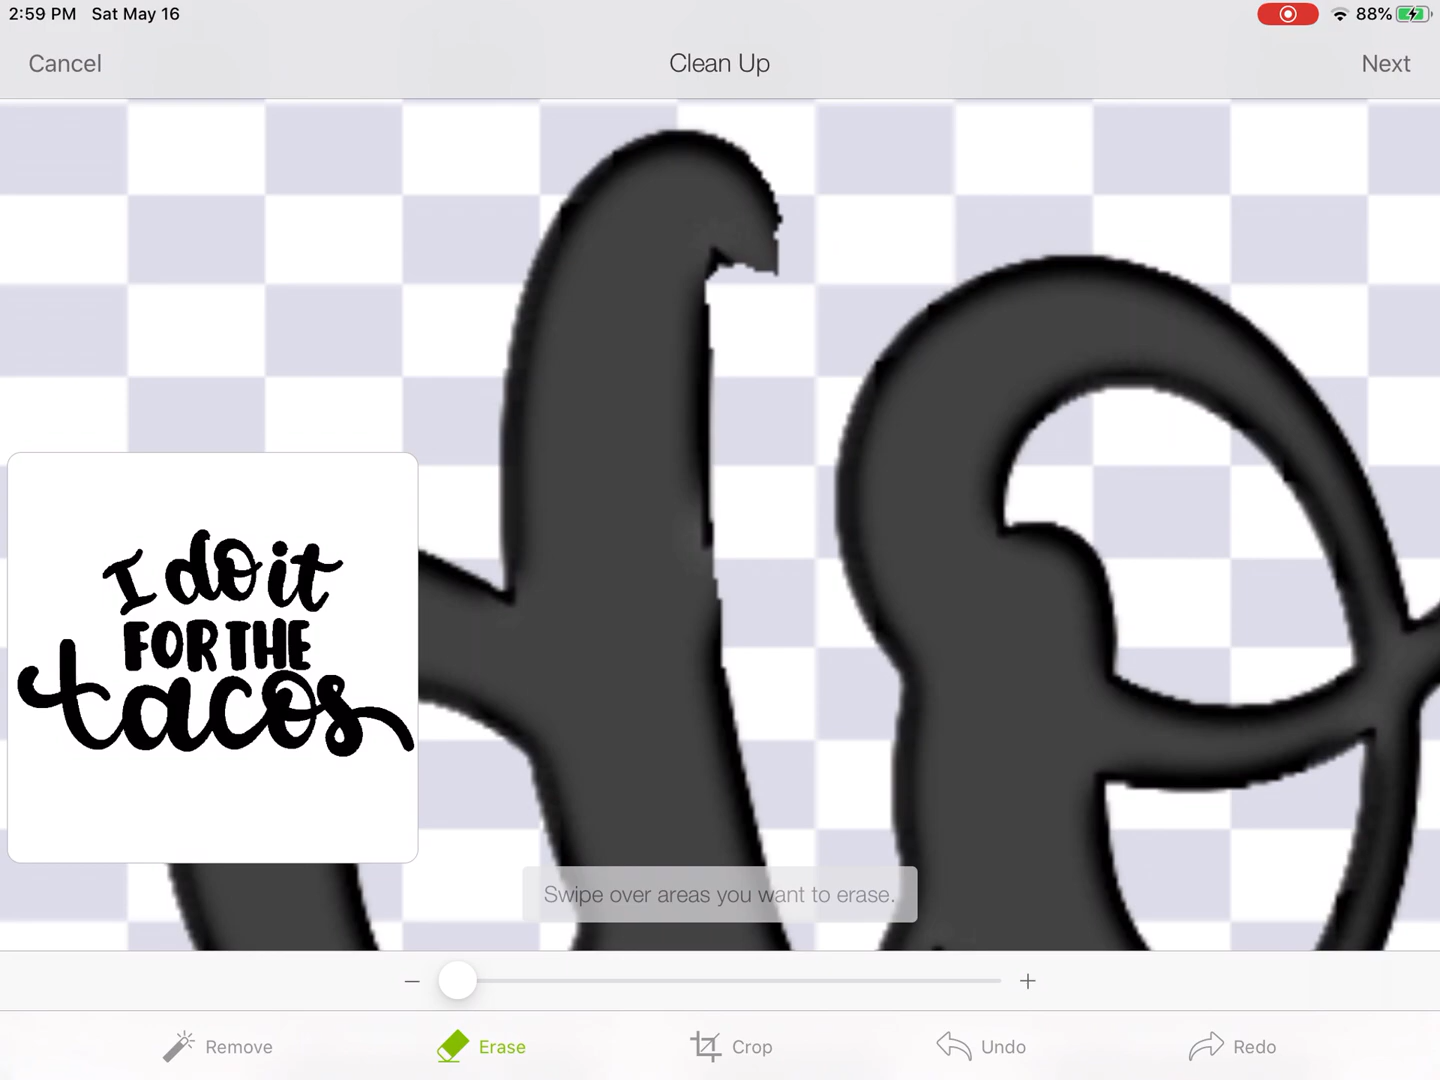 2:59 PM Sat May 16
88%
Cancel
Clean Up
Next
I do it
FOR THE
tacos
Swipe over areas you want to erase.
Remove
Erase
Crop
Undo
Redo